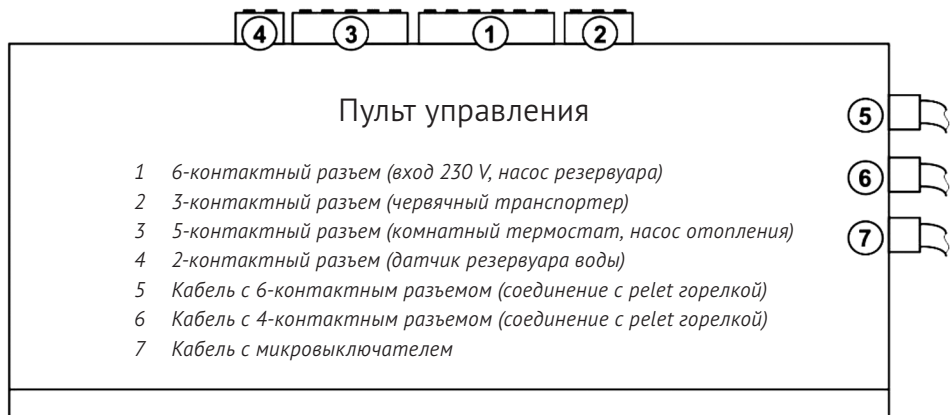 4 3 1 2
Пульт управления
5
1 6-контактный разъем (вход 230 V, насос резервуара)
6
2 3-контактный разъем (червячный транспортер)
3 5-контактный разъем (комнатный термостат, насос отопления)
7
4 2-контактный разъем (датчик резервуара воды)
5 Кабель с 6-контактным разъемом (соединение с pelet горелкой)
6 Кабель с 4-контактным разъемом (соединение с pelet горелкой)
7 Кабель с микровыключателем